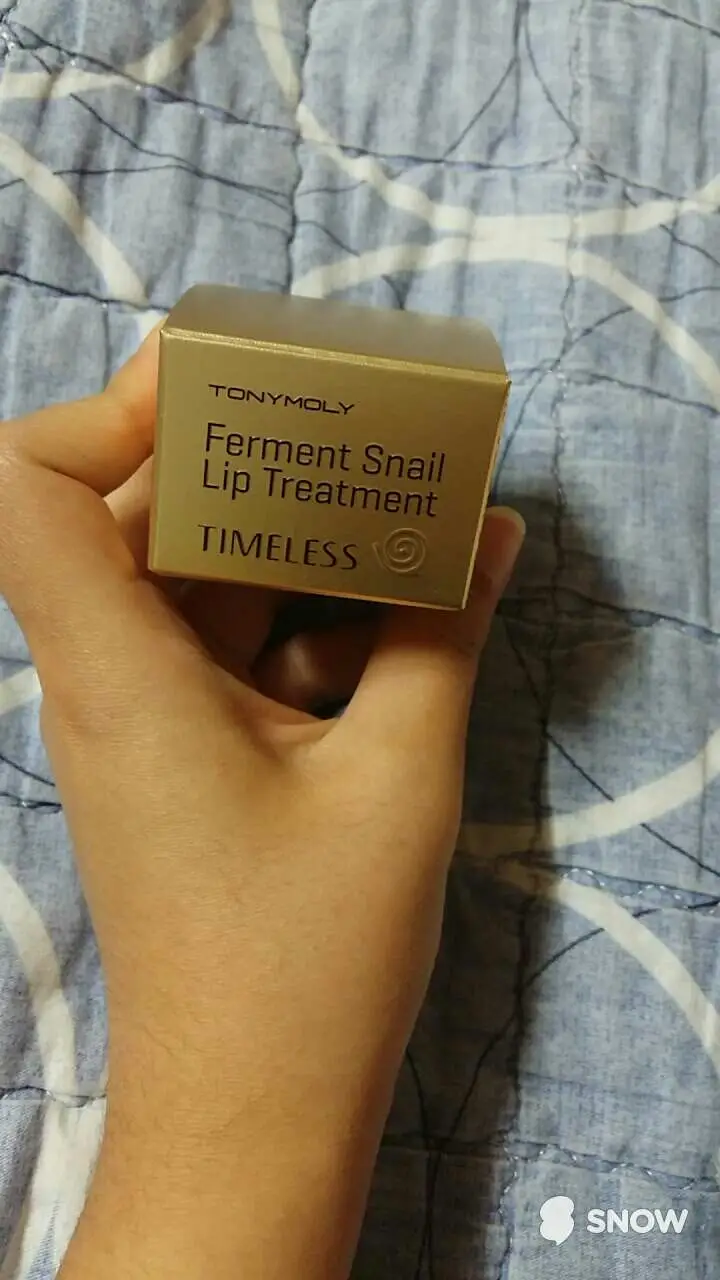 TONYMOLY
Ferment Snail
Lip Treatment
TIMELESS
SNOW